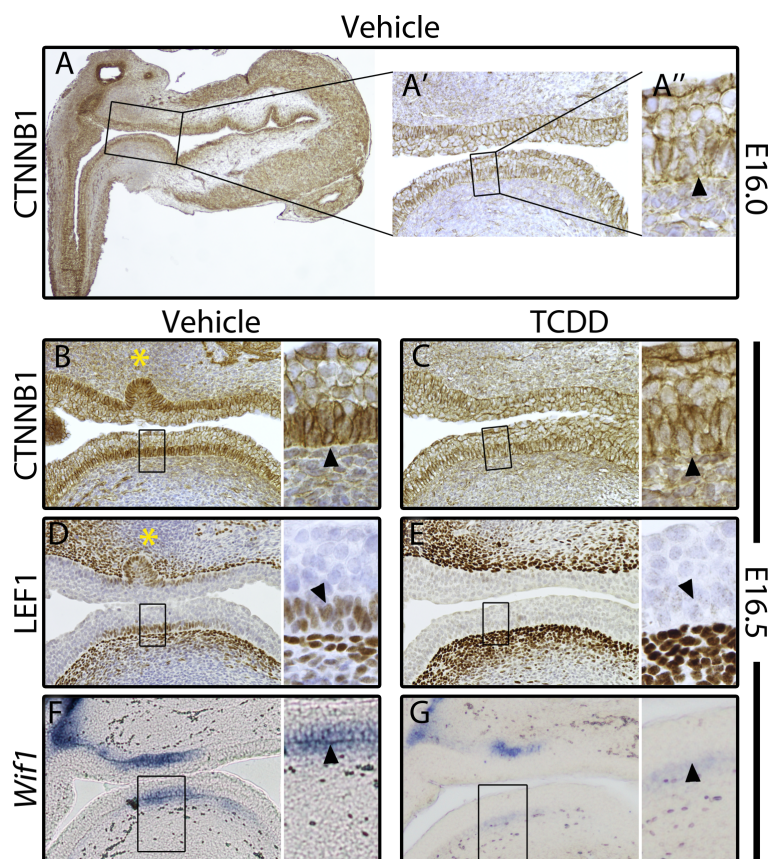 Vehicle
A
A′
A″
CTNNB1
E16.0
Vehicle
TCDD
B
*
C
CTNNB1
D
*
E
LEF1
E16.5
F
G
Wif1